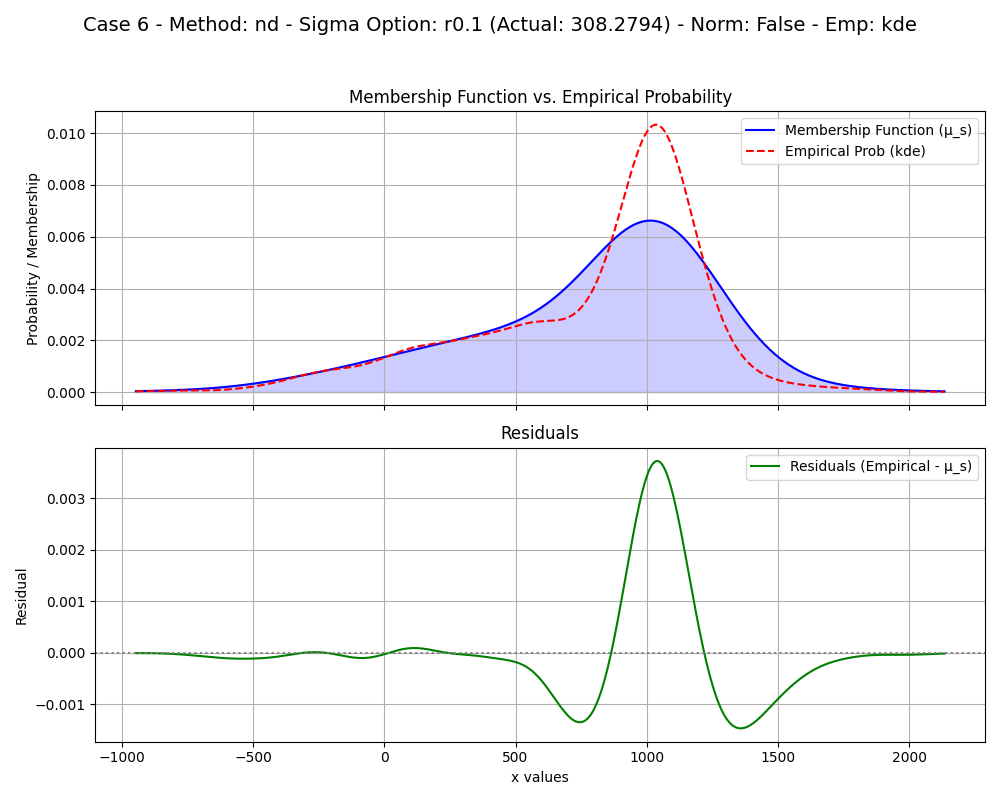 Case 6 - Method: nd - Sigma Option: r0.1 (Actual: 308.2794) - Norm: False - Emp: kde
Membership Function vs. Empirical Probability
Probability / Membership
0.010
0.008
0.006
0.004
0.002
0.000
Membership Function (μ_s)
Empirical Prob (kde)
Residuals
Residual
0.003
0.002
0.001
0.000
−0.001
Residuals (Empirical - μ_s)
−1000 −500 0 500 1000 1500 2000
x values